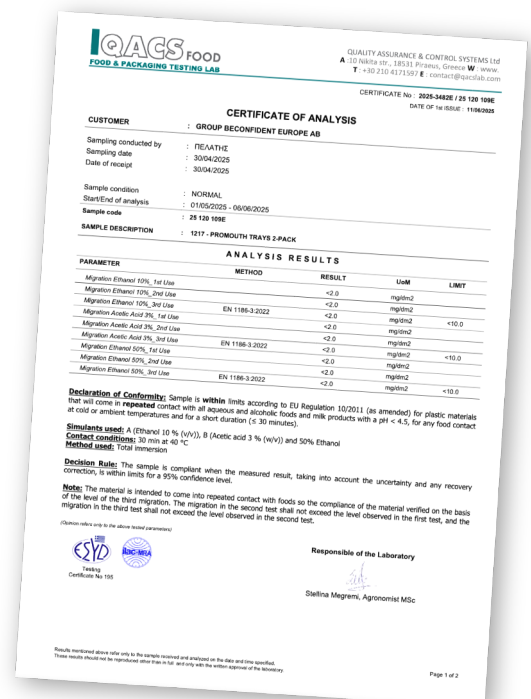 QACS FOOD
FOOD & PACKAGING TESTING LAB
QUALITY ASSURANCE & CONTROL SYSTEMS Ltd
A :10 Nikita str., 18531 Piraeus, Greece W : www.
T : +30 210 4171597 E : contact@qacslab.com
CERTIFICATE No : 2025-3482E / 25 120 109E
DATE OF 1st ISSUE : 11/06/2025
CERTIFICATE OF ANALYSIS
CUSTOMER : GROUP BECONFIDENT EUROPE AB
Sampling conducted by : ΠΕΛΑΤΗΣ
Sampling date : 30/04/2025
Date of receipt : 30/04/2025
Sample condition : NORMAL
Start/End of analysis : 01/05/2025 - 06/06/2025
Sample code : 25 120 109E
SAMPLE DESCRIPTION : 1217 - PROMOUTH TRAYS 2-PACK
ANALYSIS RESULTS
PARAMETER METHOD RESULT UoM LIMIT
Migration Ethanol 10%_1st Use <2.0 mg/dm2
Migration Ethanol 10%_2nd Use <2.0 mg/dm2
Migration Ethanol 10%_3rd Use EN 1186-3:2022 <2.0 mg/dm2 <10.0
Migration Acetic Acid 3%_1st Use <2.0 mg/dm2
Migration Acetic Acid 3%_2nd Use <2.0 mg/dm2
Migration Acetic Acid 3%_3rd Use EN 1186-3:2022 <2.0 mg/dm2 <10.0
Migration Ethanol 50%_1st Use <2.0 mg/dm2
Migration Ethanol 50%_2nd Use <2.0 mg/dm2
Migration Ethanol 50%_3rd Use EN 1186-3:2022 <2.0 mg/dm2 <10.0
Declaration of Conformity: Sample is within limits according to EU Regulation 10/2011 (as amended) for plastic materials
that will come in repeated contact with all aqueous and alcoholic foods and milk products with a pH < 4.5, for any food contact
at cold or ambient temperatures and for a short duration (≤ 30 minutes).
Simulants used: A (Ethanol 10 % (v/v)), B (Acetic acid 3 % (w/v)) and 50% Ethanol
Contact conditions: 30 min at 40 °C
Method used: Total immersion
Decision Rule: The sample is compliant when the measured result, taking into account the uncertainty and any recovery
correction, is within limits for a 95% confidence level.
Note: The material is intended to come into repeated contact with foods so the compliance of the material verified on the basis
of the level of the third migration. The migration in the second test shall not exceed the level observed in the first test, and the
migration in the third test shall not exceed the level observed in the second test.
(Opinion refers only to the above tested parameters)
ΕΣΥD
ilac-MRA
Testing
Certificate No 195
Responsible of the Laboratory
Stellina Megremi, Agronomist MSc
Results mentioned above refer only to the sample received and analyzed on the date and time specified.
These results should not be reproduced other than in full and only with the written approval of the laboratory.
Page 1 of 2